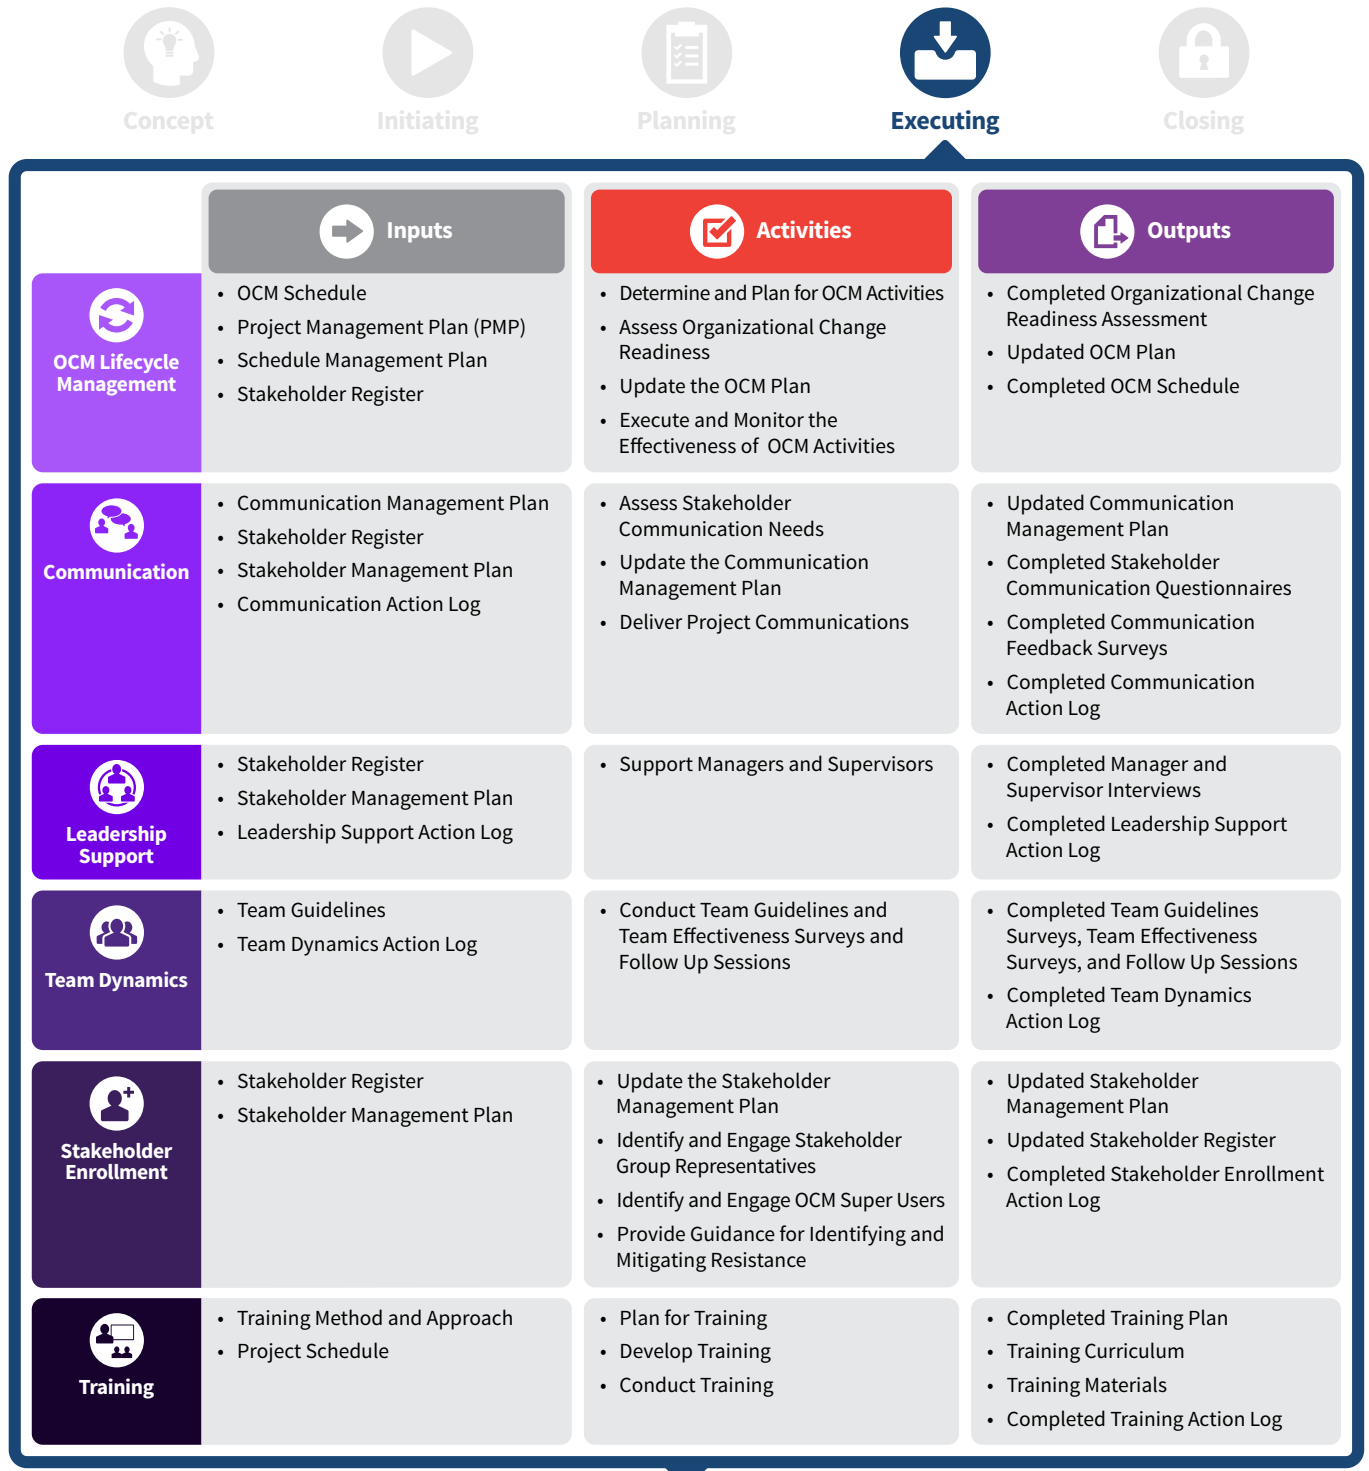 Concept
Initiating
Planning
Executing
Closing
Inputs
Activities
Outputs
OCM Lifecycle
Management
• OCM Schedule
• Project Management Plan (PMP)
• Schedule Management Plan
• Stakeholder Register
• Determine and Plan for OCM Activities
• Assess Organizational Change
Readiness
• Update the OCM Plan
• Execute and Monitor the
Effectiveness of OCM Activities
• Completed Organizational Change
Readiness Assessment
• Updated OCM Plan
• Completed OCM Schedule
Communication
• Communication Management Plan
• Stakeholder Register
• Stakeholder Management Plan
• Communication Action Log
• Assess Stakeholder
Communication Needs
• Update the Communication
Management Plan
• Deliver Project Communications
• Updated Communication
Management Plan
• Completed Stakeholder
Communication Questionnaires
• Completed Communication
Feedback Surveys
• Completed Communication
Action Log
Leadership
Support
• Stakeholder Register
• Stakeholder Management Plan
• Leadership Support Action Log
• Support Managers and Supervisors
• Completed Manager and
Supervisor Interviews
• Completed Leadership Support
Action Log
Team Dynamics
• Team Guidelines
• Team Dynamics Action Log
• Conduct Team Guidelines and
Team Effectiveness Surveys and
Follow Up Sessions
• Completed Team Guidelines
Surveys, Team Effectiveness
Surveys, and Follow Up Sessions
• Completed Team Dynamics
Action Log
Stakeholder
Enrollment
• Stakeholder Register
• Stakeholder Management Plan
• Update the Stakeholder
Management Plan
• Identify and Engage Stakeholder
Group Representatives
• Identify and Engage OCM Super Users
• Provide Guidance for Identifying and
Mitigating Resistance
• Updated Stakeholder
Management Plan
• Updated Stakeholder Register
• Completed Stakeholder Enrollment
Action Log
Training
• Training Method and Approach
• Project Schedule
• Plan for Training
• Develop Training
• Conduct Training
• Completed Training Plan
• Training Curriculum
• Training Materials
• Completed Training Action Log